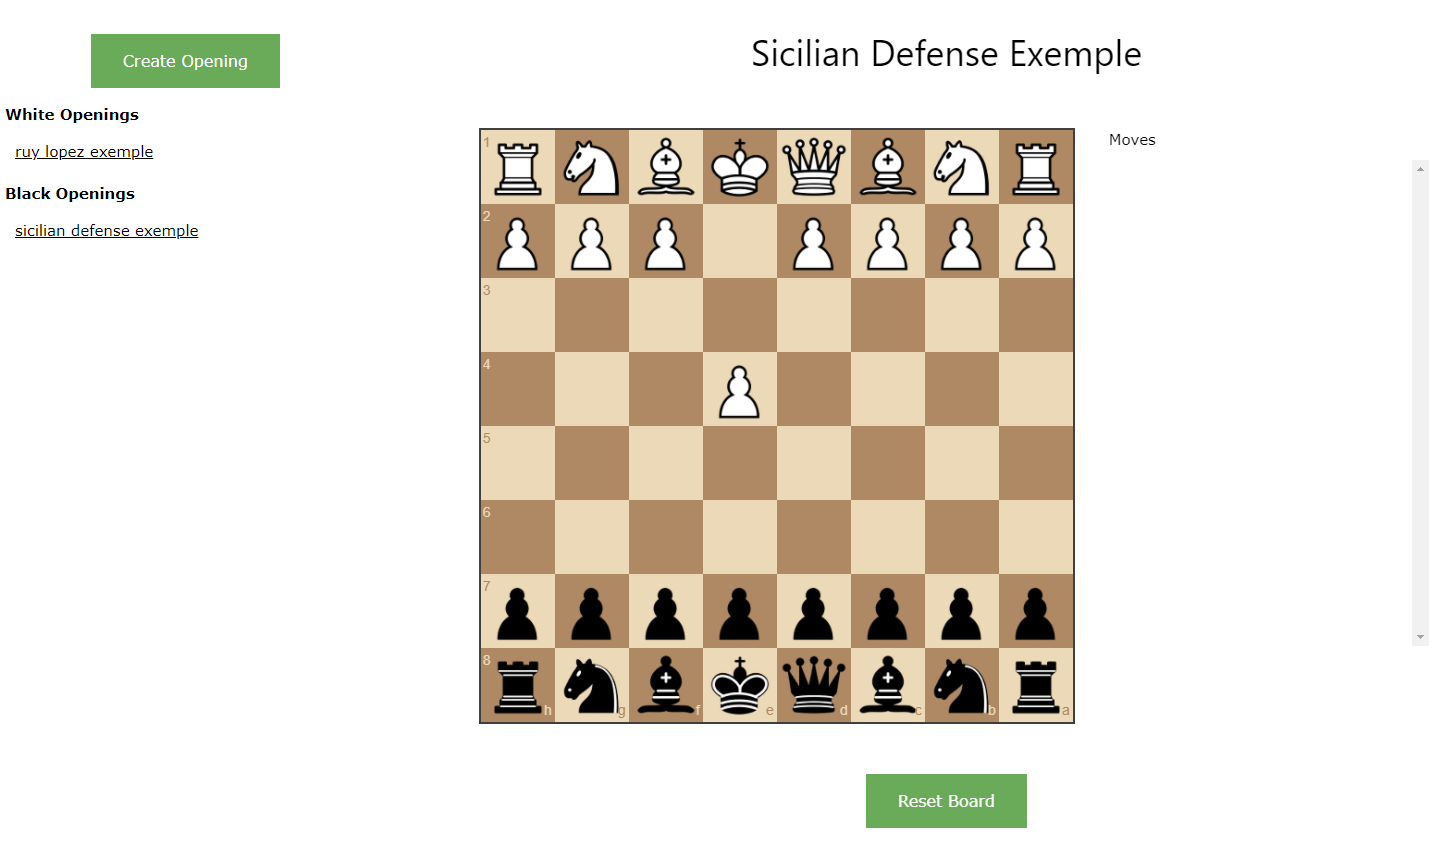 Create Opening
White Openings
ruy lopez exemple
Black Openings
sicilian defense exemple
Sicilian Defense Exemple
1
2
3
4
5
6
7
8
h g f e d c b a
Moves
Reset Board